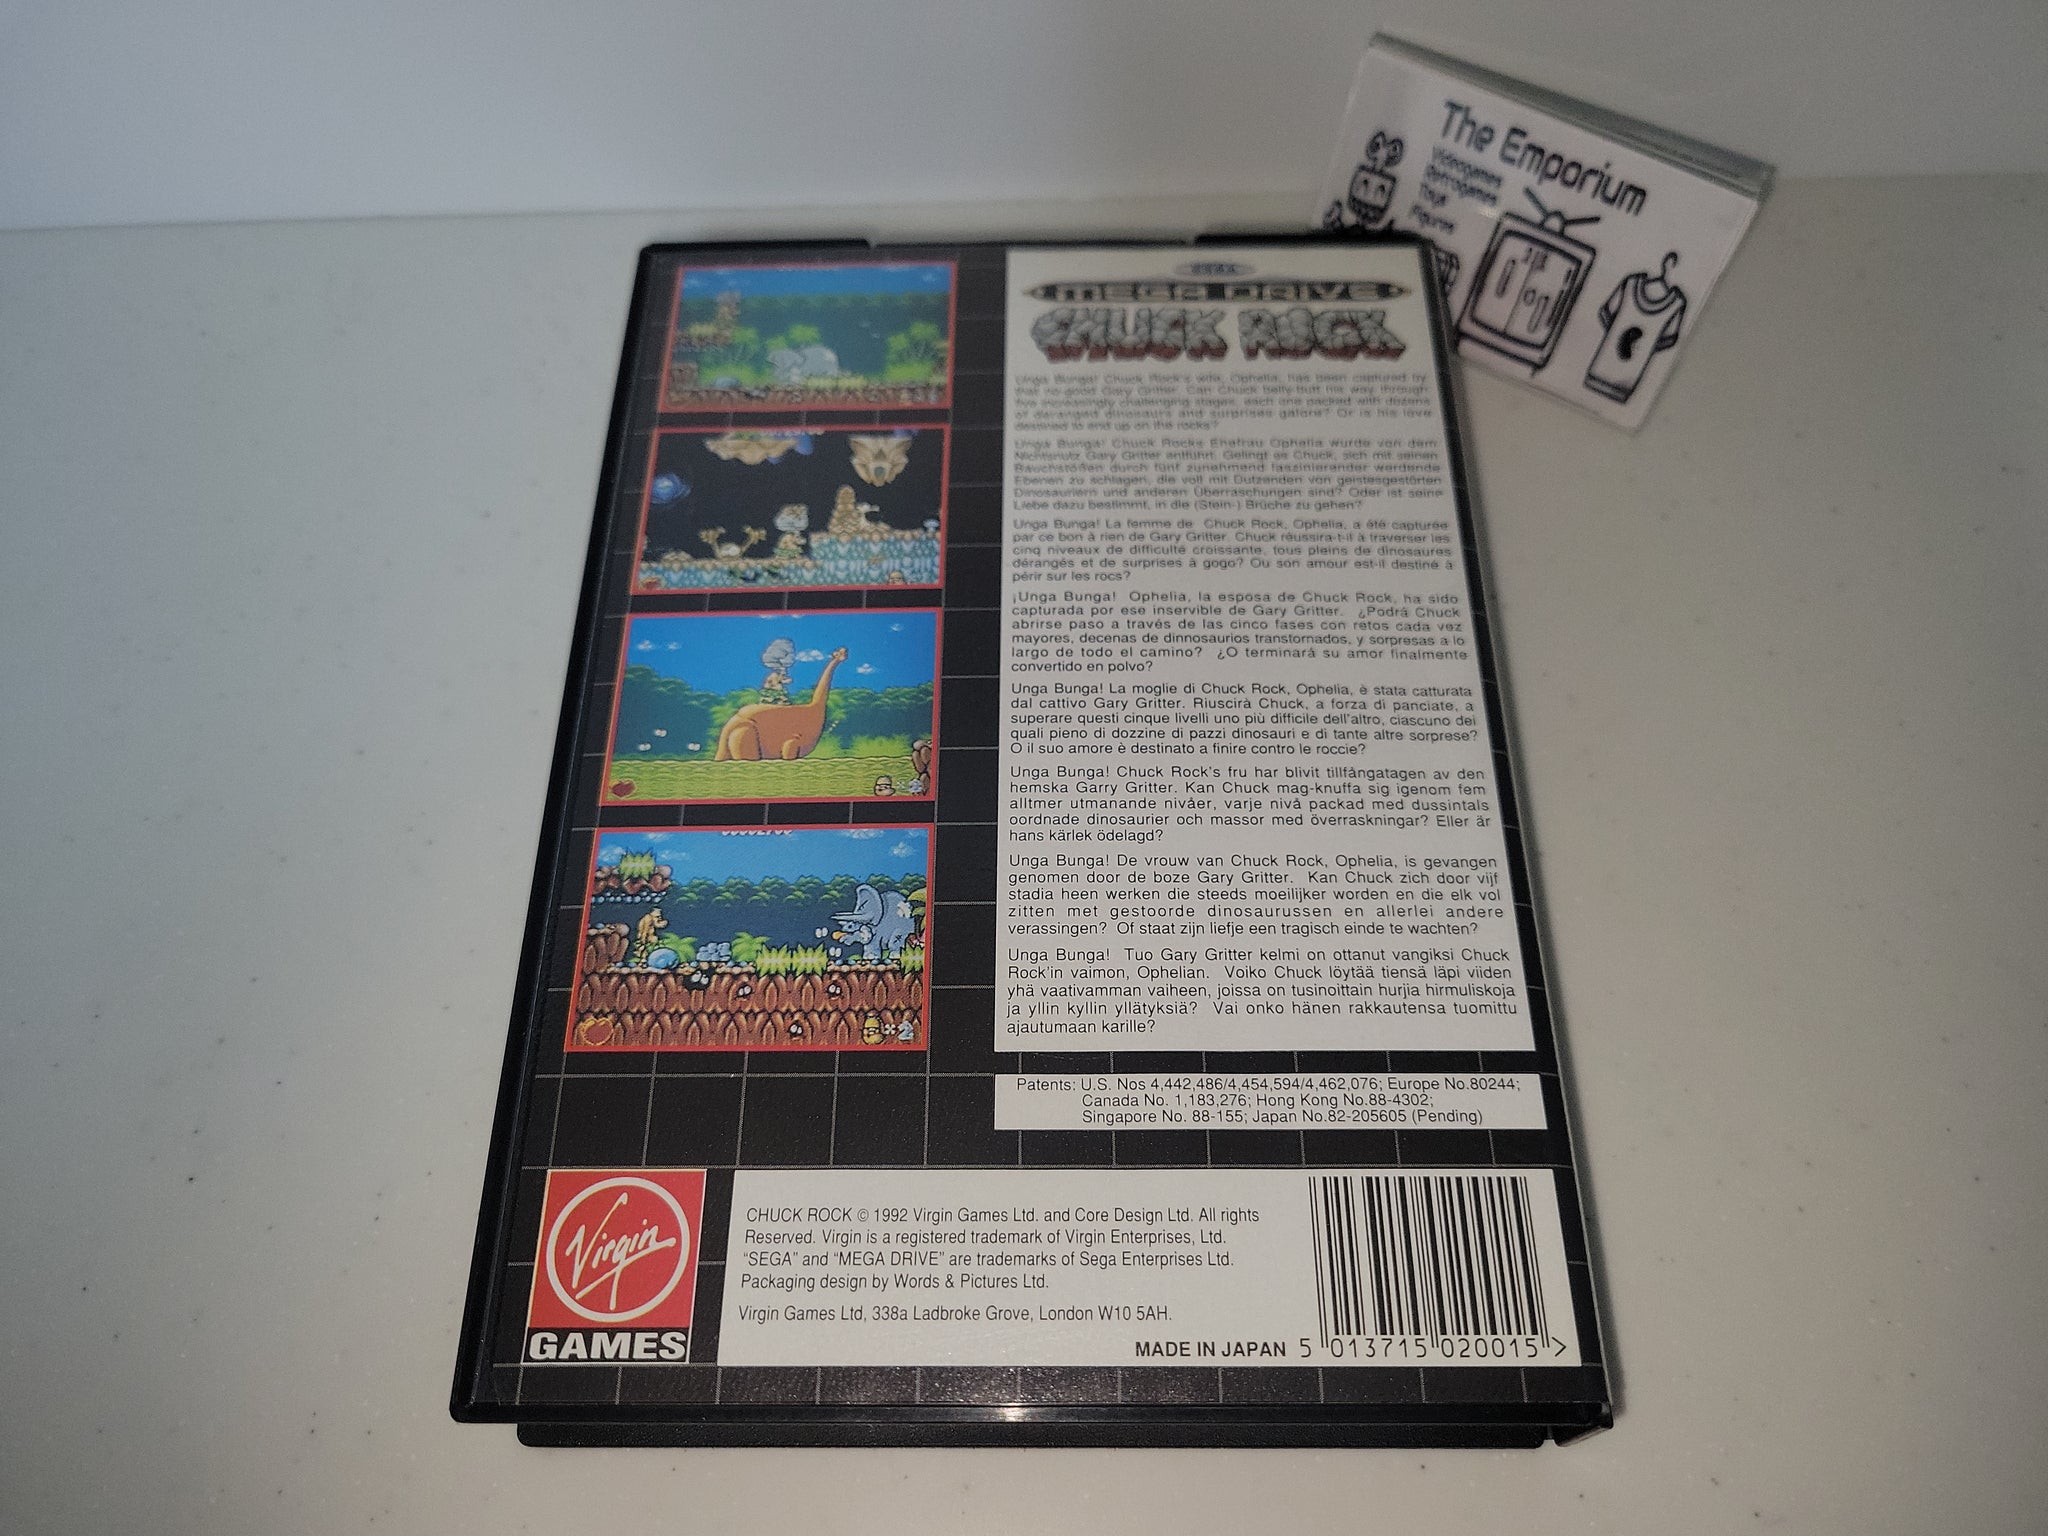 The Emporium
Videogames
Retrogames
Toys
Figures
SEGA
MEGA DRIVE
CHUCK ROCK
Unga Bunga! Chuck Rock's wife, Ophelia, has been captured by
that no-good Gary Gritter. Can Chuck belly-butt his way through
five increasingly challenging stages, each one packed with dozens
of deranged dinosaurs and surprises galore? Or is his love
destined to end up on the rocks?
Unga Bunga! Chuck Rocks Ehefrau Ophelia wurde von dem
Nichtsnutz Gary Gritter entführt. Gelingt es Chuck, sich mit seinen
Bauchstößen durch fünf zunehmend faszinierender werdende
Ebenen zu schlagen, die voll mit Dutzenden von geistesgestörten
Dinosauriern und anderen Überraschungen sind? Oder ist seine
Liebe dazu bestimmt, in die (Stein-) Brüche zu gehen?
Unga Bunga! La femme de Chuck Rock, Ophelia, a été capturée
par ce bon à rien de Gary Gritter. Chuck réussira-t-il à traverser les
cinq niveaux de difficulté croissante, tous pleins de dinosaures
dérangés et de surprises à gogo? Ou son amour est-il destiné à
périr sur les rocs?
¡Unga Bunga! Ophelia, la esposa de Chuck Rock, ha sido
capturada por ese inservible de Gary Gritter. ¿Podrá Chuck
abrirse paso a través de las cinco fases con retos cada vez
mayores, decenas de dinnosaurios transtornados, y sorpresas a lo
largo de todo el camino? ¿O terminará su amor finalmente
convertido en polvo?
Unga Bunga! La moglie di Chuck Rock, Ophelia, è stata catturata
dal cattivo Gary Gritter. Riuscirà Chuck, a forza di panciate, a
superare questi cinque livelli uno più difficile dell'altro, ciascuno dei
quali pieno di dozzine di pazzi dinosauri e di tante altre sorprese?
O il suo amore è destinato a finire contro le roccie?
Unga Bunga! Chuck Rock's fru har blivit tillfångatagen av den
hemska Garry Gritter. Kan Chuck mag-knuffa sig igenom fem
alltmer utmanande nivåer, varje nivå packad med dussintals
oordnade dinosaurier och massor med överraskningar? Eller är
hans kärlek ödelagd?
Unga Bunga! De vrouw van Chuck Rock, Ophelia, is gevangen
genomen door de boze Gary Gritter. Kan Chuck zich door vijf
stadia heen werken die steeds moeilijker worden en die elk vol
zitten met gestoorde dinosaurussen en allerlei andere
verassingen? Of staat zijn liefje een tragisch einde te wachten?
Unga Bunga! Tuo Gary Gritter kelmi on ottanut vangiksi Chuck
Rock'in vaimon, Ophelian. Voiko Chuck löytää tiensä läpi viiden
yhä vaativamman vaiheen, joissa on tusinoittain hurjia hirmuliskoja
ja yllin kyllin yllätyksiä? Vai onko hänen rakkautensa tuomittu
ajautumaan karille?
×2
Patents: U.S. Nos 4,442,486/4,454,594/4,462,076; Europe No.80244;
Canada No. 1,183,276; Hong Kong No.88-4302;
Singapore No. 88-155; Japan No.82-205605 (Pending)
Virgin
GAMES
CHUCK ROCK © 1992 Virgin Games Ltd. and Core Design Ltd. All rights
Reserved. Virgin is a registered trademark of Virgin Enterprises, Ltd.
"SEGA" and "MEGA DRIVE" are trademarks of Sega Enterprises Ltd.
Packaging design by Words & Pictures Ltd.
Virgin Games Ltd, 338a Ladbroke Grove, London W10 5AH.
MADE IN JAPAN 5 013715 020015 >